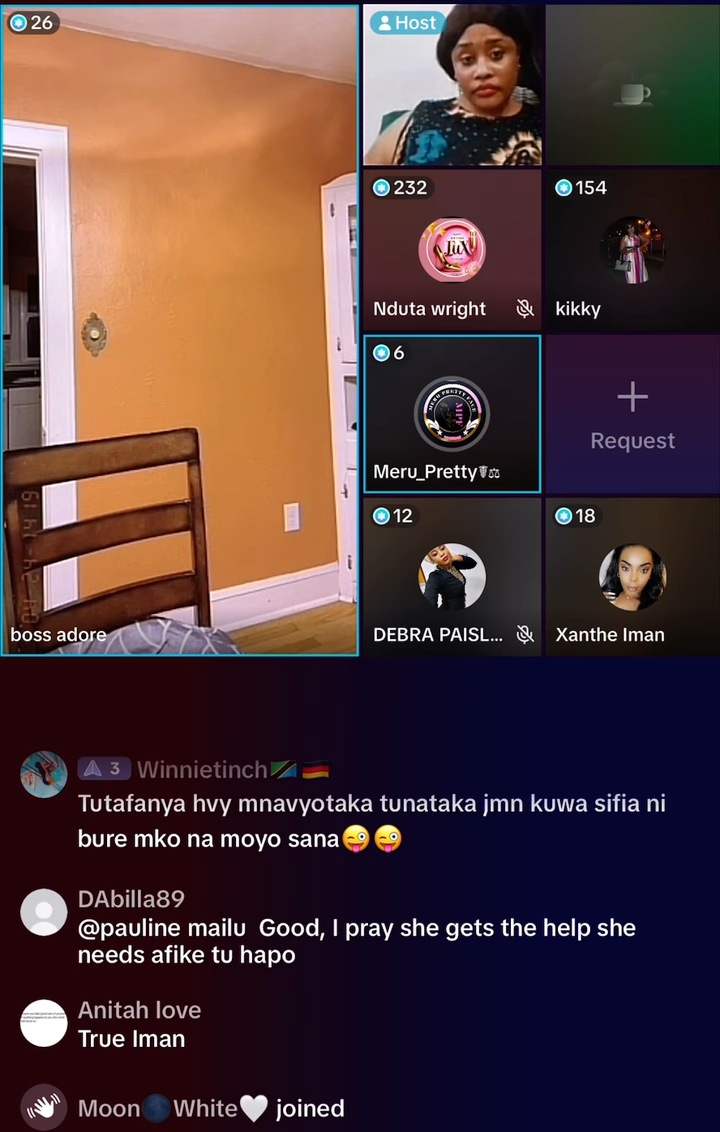 26
Host
232
154
Nduta wright
kikky
6
Meru_Pretty☤⚖
Request
12
18
boss adore
DEBRA PAISL...
Xanthe Iman
3 Winnietinch🇹🇿🇩🇪
Tutafanya hvy mnavyotaka tunataka jmn kuwa sifia ni
bure mko na moyo sana😜😜
DAbilla89
@pauline mailu Good, I pray she gets the help she
needs afike tu hapo
Anitah love
True Iman
Moon🌑White🤍 joined